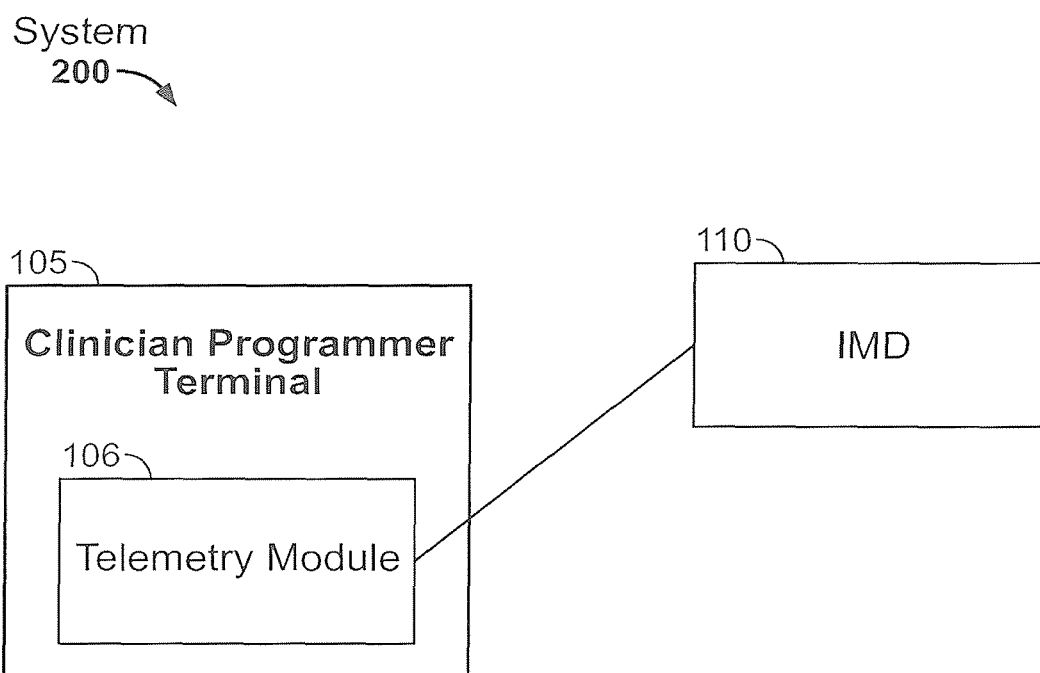 System
200
105
Clinician Programmer
Terminal
106
Telemetry Module
110
IMD